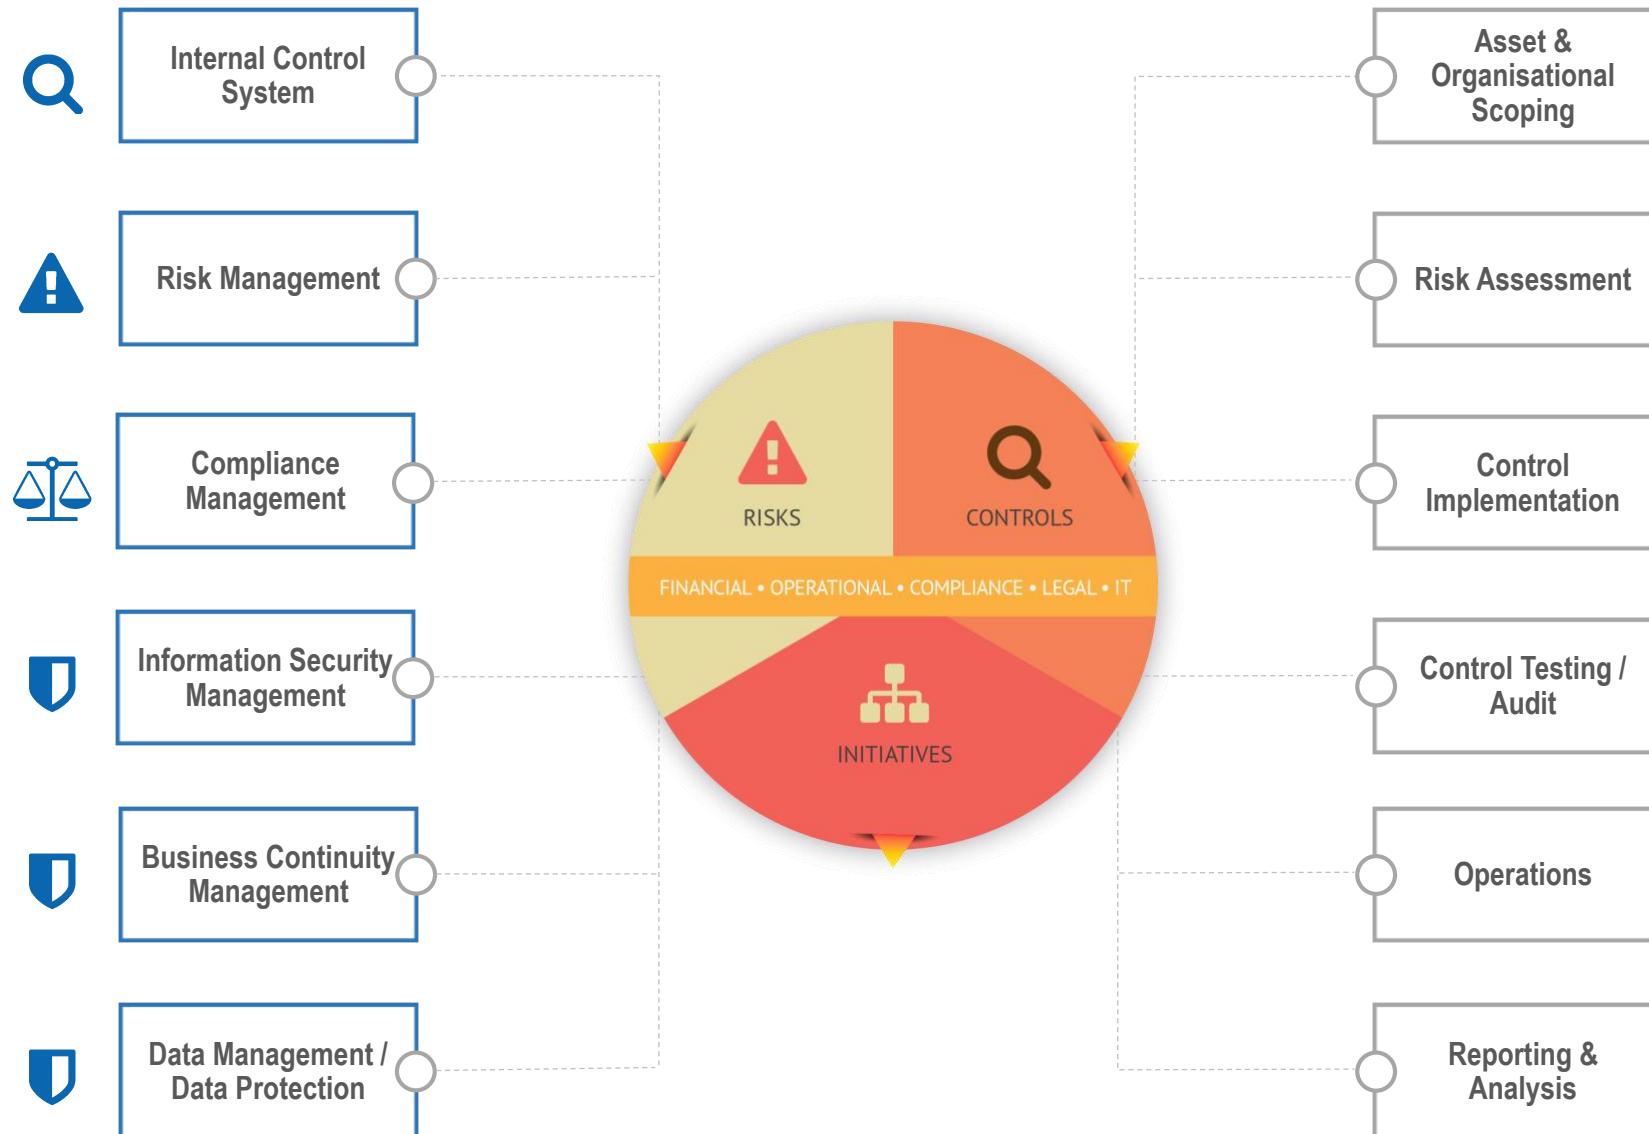 Internal Control
System
Risk Management
Compliance
Management
Information Security
Management
Business Continuity
Management
Data Management /
Data Protection
RISKS
CONTROLS
FINANCIAL • OPERATIONAL • COMPLIANCE • LEGAL • IT
INITIATIVES
Asset &
Organisational
Scoping
Risk Assessment
Control
Implementation
Control Testing /
Audit
Operations
Reporting &
Analysis